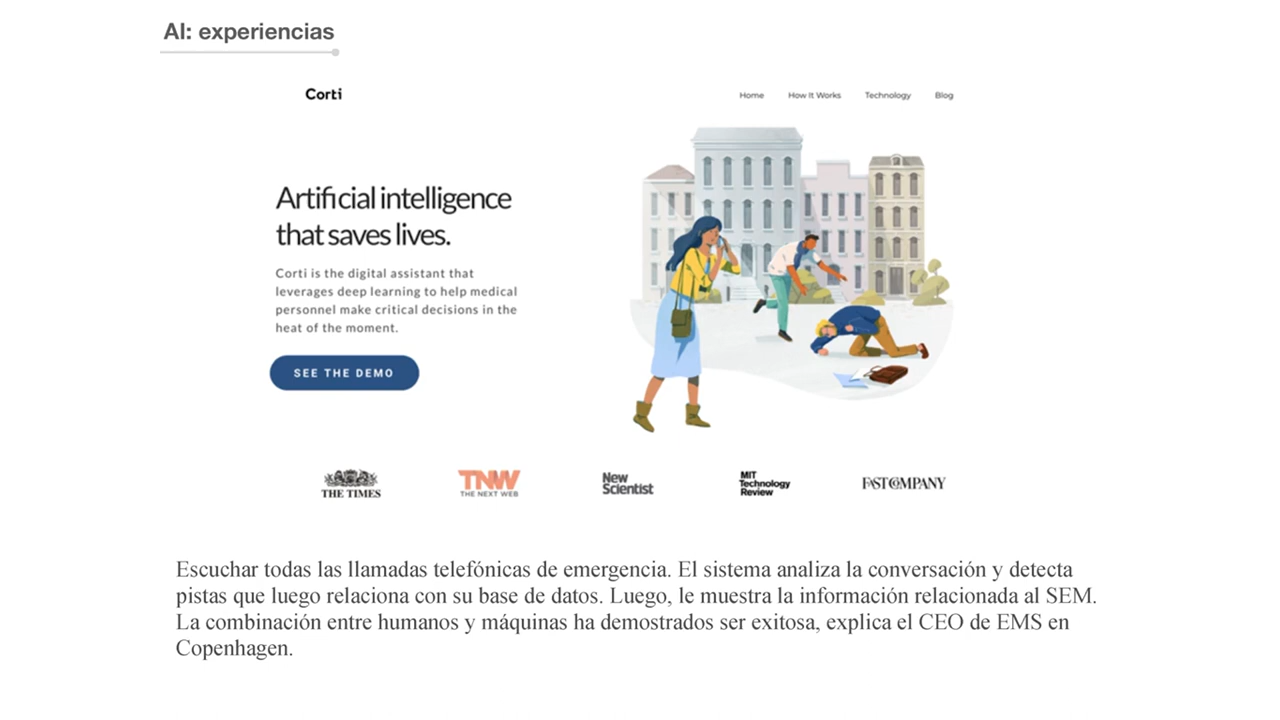 AI: experiencias
Corti
Home How It Works Technology Blog
Artificial intelligence
that saves lives.
Corti is the digital assistant that
leverages deep learning to help medical
personnel make critical decisions in the
heat of the moment.
SEE THE DEMO
THE TIMES
TNW
THE NEXT WEB
New
Scientist
MIT
Technology
Review
FAST COMPANY
Escuchar todas las llamadas telefónicas de emergencia. El sistema analiza la conversación y detecta
pistas que luego relaciona con su base de datos. Luego, le muestra la información relacionada al SEM.
La combinación entre humanos y máquinas ha demostrados ser exitosa, explica el CEO de EMS en
Copenhagen.